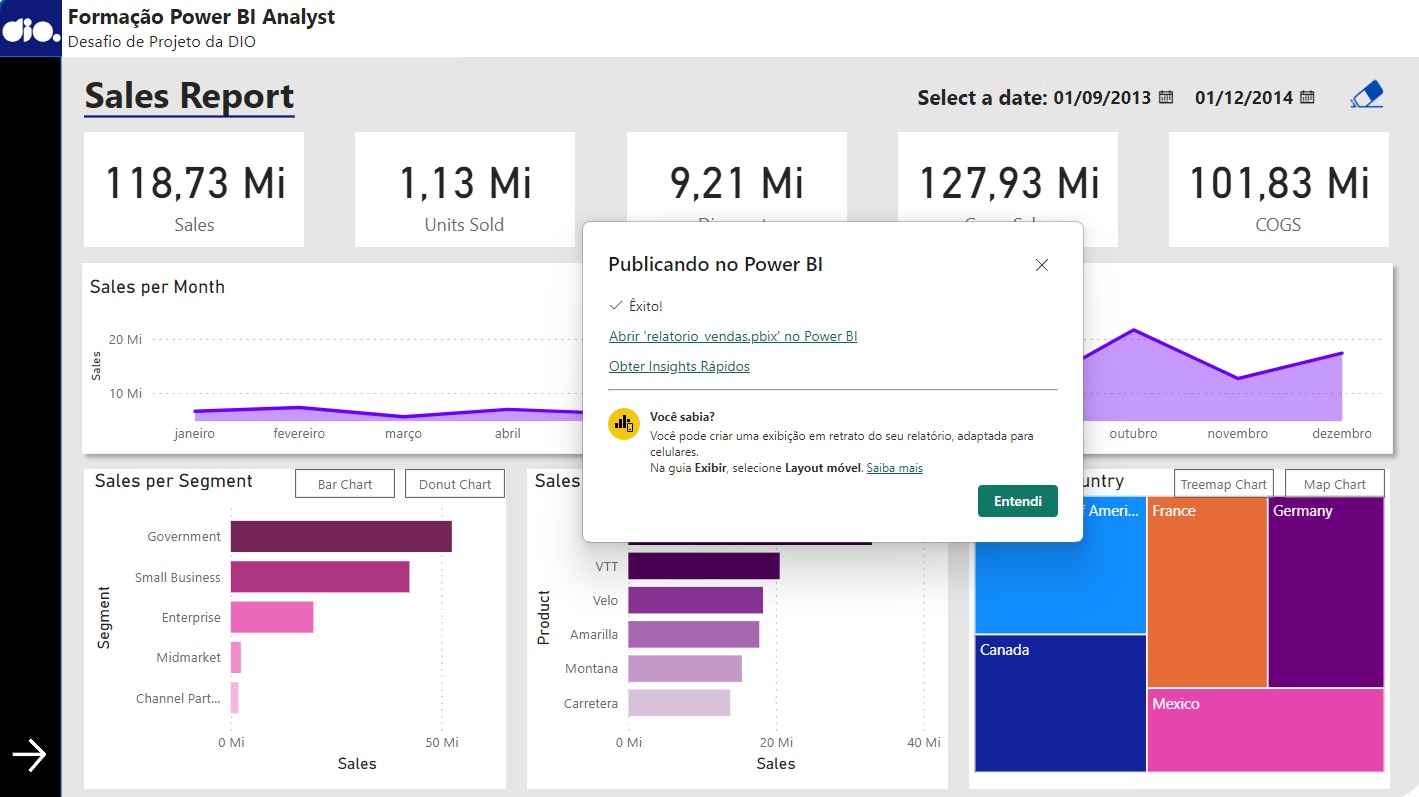 dio.
Formação Power BI Analyst
Desafio de Projeto da DIO
Sales Report
Select a date: 01/09/2013 01/12/2014
118,73 Mi
Sales
1,13 Mi
Units Sold
9,21 Mi
127,93 Mi
101,83 Mi
COGS
Publicando no Power BI
Êxito!
Abrir 'relatorio_vendas.pbix' no Power BI
Obter Insights Rápidos
Você sabia?
Você pode criar uma exibição em retrato do seu relatório, adaptada para
celulares.
Na guia Exibir, selecione Layout móvel. Saiba mais
Entendi
Sales per Month
Sales
20 Mi
10 Mi
janeiro
fevereiro
março
abril
outubro
novembro
dezembro
Sales per Segment
Bar Chart
Donut Chart
Segment
Government
Small Business
Enterprise
Midmarket
Channel Part...
0 Mi
50 Mi
Sales
Sales
Product
VTT
Velo
Amarilla
Montana
Carretera
0 Mi
20 Mi
40 Mi
Sales
Treemap Chart
Map Chart
France
Germany
Canada
Mexico